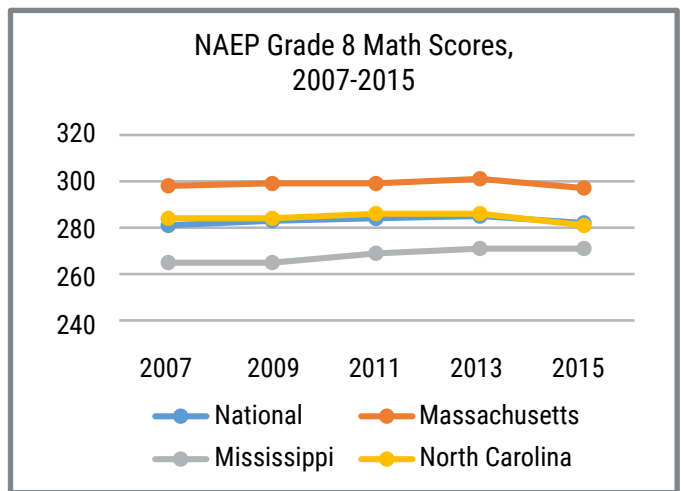 NAEP Grade 8 Math Scores,
2007-2015
320
300
280
260
240
2007 2009 2011 2013 2015
National Massachusetts
Mississippi North Carolina